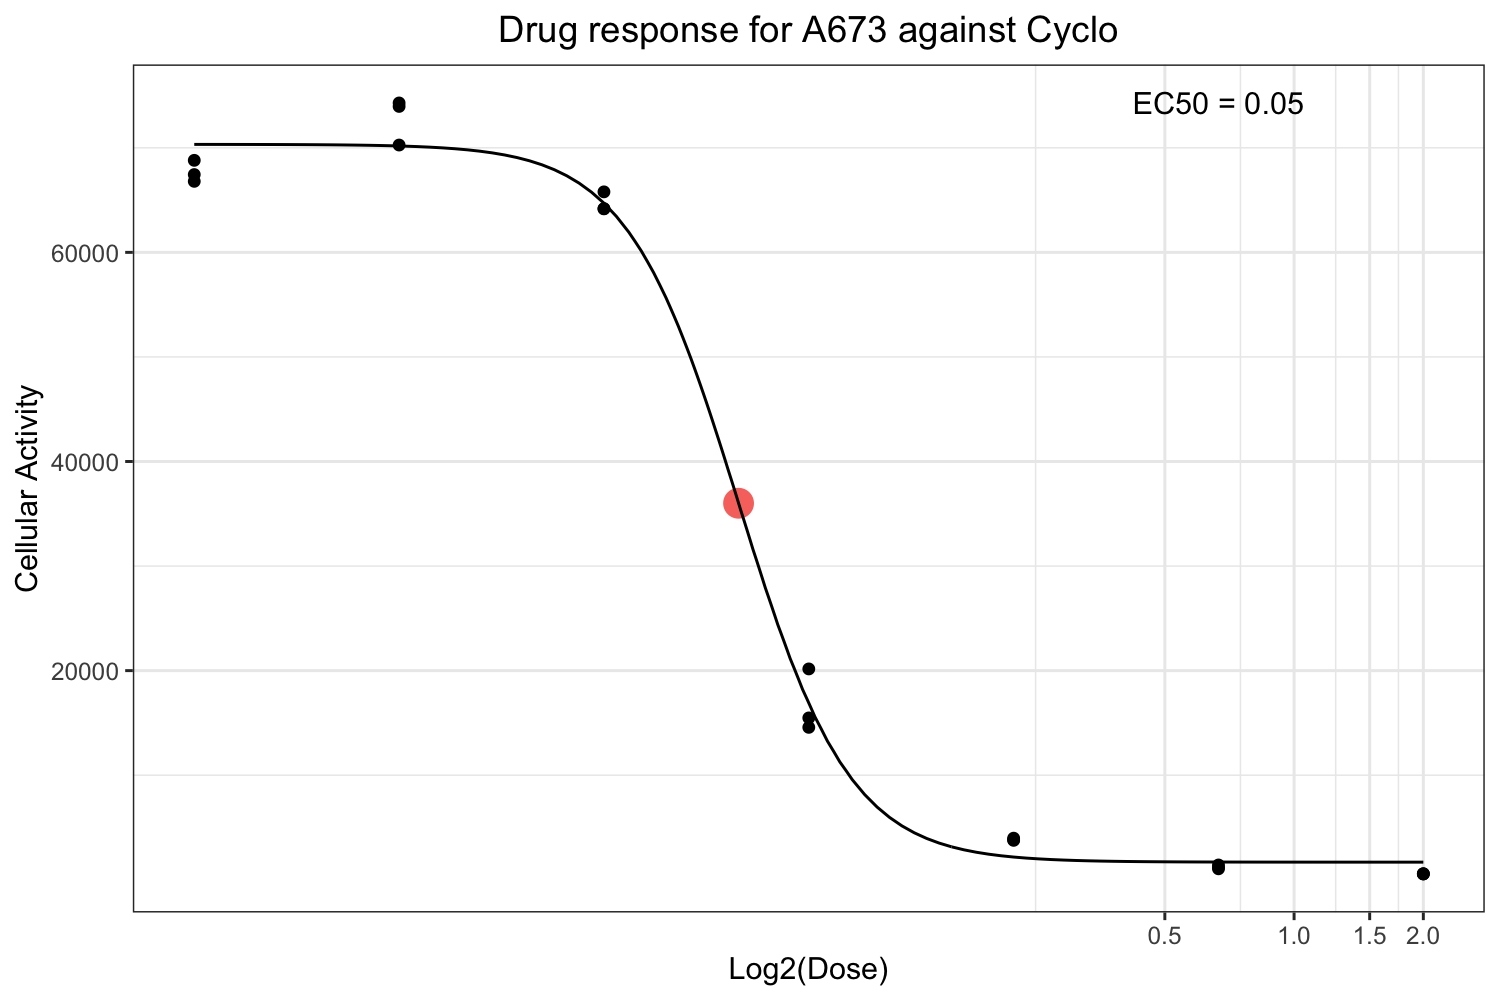 Drug response for A673 against Cyclo
EC50 = 0.05
60000
40000
20000
Cellular Activity
0.5 1.0 1.5 2.0
Log2(Dose)